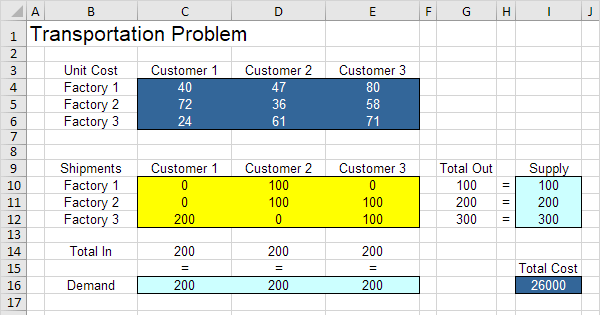 A B C D E F G H I J
1 Transportation Problem
2
3 Unit Cost Customer 1 Customer 2 Customer 3
4 Factory 1 40 47 80
5 Factory 2 72 36 58
6 Factory 3 24 61 71
7
8
9 Shipments Customer 1 Customer 2 Customer 3 Total Out Supply
10 Factory 1 0 100 0 100 = 100
11 Factory 2 0 100 100 200 = 200
12 Factory 3 200 0 100 300 = 300
13
14 Total In 200 200 200
15 = = = Total Cost
16 Demand 200 200 200 26000
17